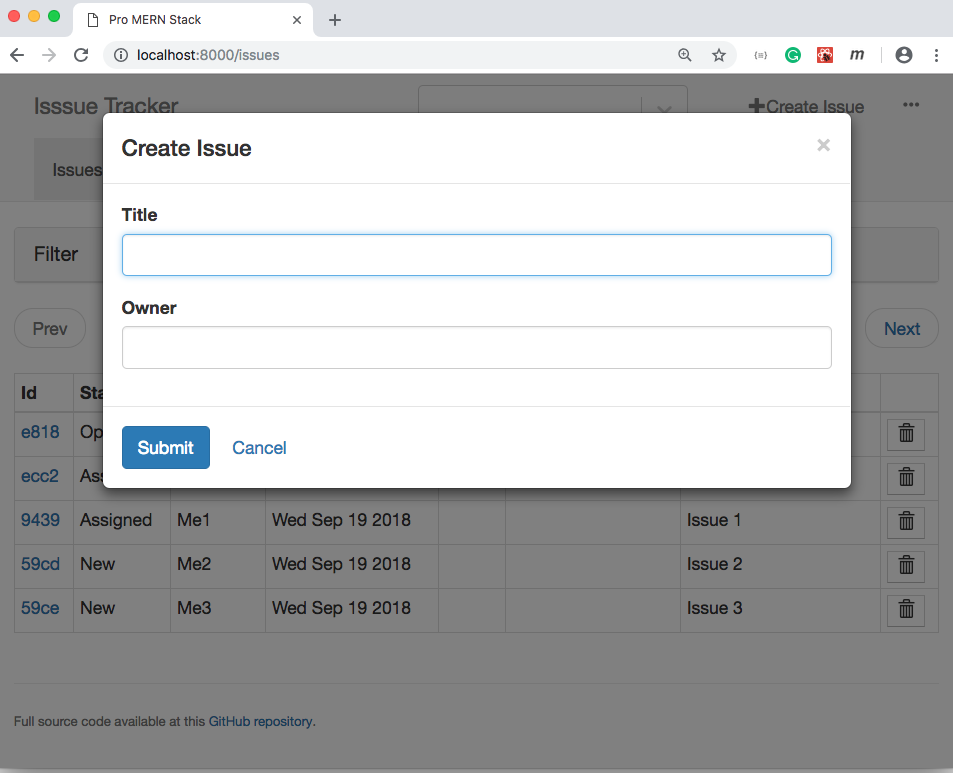 Pro MERN Stack
localhost:8000/issues
Isssue Tracker
Create Issue
Issues
Create Issue
Title
Filter
Owner
Prev
Next
Id
e818
ecc2
Submit Cancel
9439 Assigned Me1 Wed Sep 19 2018 Issue 1
59cd New Me2 Wed Sep 19 2018 Issue 2
59ce New Me3 Wed Sep 19 2018 Issue 3
Full source code available at this GitHub repository.